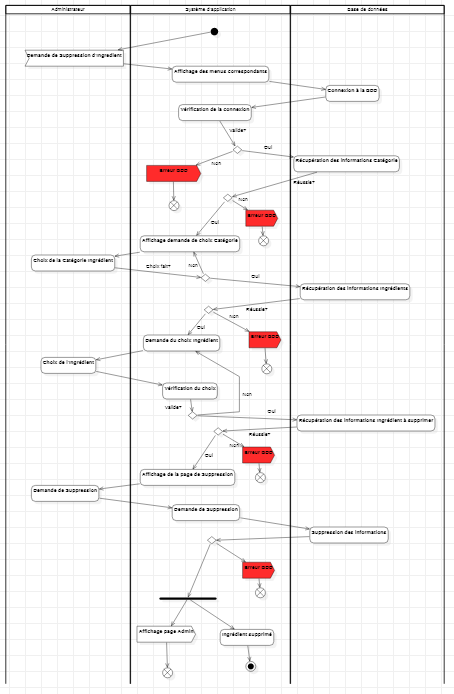 Administrateur
Système d'application
Base de données
Demande de Suppression d'Ingrédient
Affichage des menus correspondants
Connexion à la BDD
Vérification de la connexion
Valide?
Oui
Non
Erreur BDD
Récupération des informations Catégorie
Réussie?
Non
Erreur BDD
Oui
Affichage demande de choix Catégorie
Choix de la Catégorie Ingrédient
Choix fait?
Non
Oui
Récupération des informations Ingrédients
Réussie?
Non
Oui
Erreur BDD
Demande du choix Ingrédient
Choix de l'Ingrédient
Vérification du choix
Non
Valide?
Oui
Récupération des informations Ingrédient à supprimer
Réussie?
Non
Oui
Erreur BDD
Affichage de la page de suppression
Demande de Suppression
Demande de Suppression
Suppression des informations
Erreur BDD
Affichage page Admin
Ingrédient supprimé